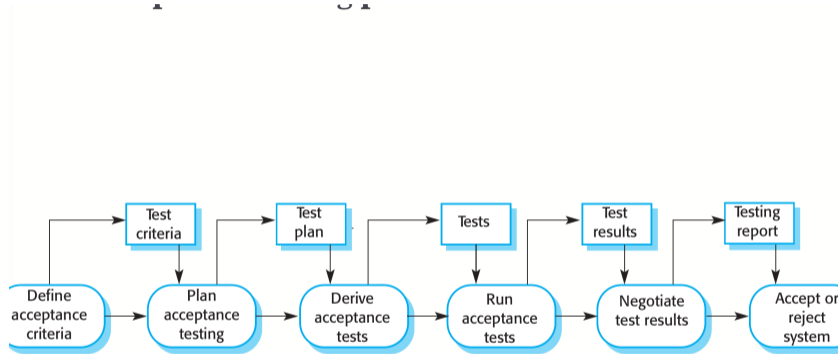 Test
criteria
Test
plan
Tests
Test
results
Testing
report
Define
acceptance
criteria
Plan
acceptance
testing
Derive
acceptance
tests
Run
acceptance
tests
Negotiate
test results
Accept or
reject
system